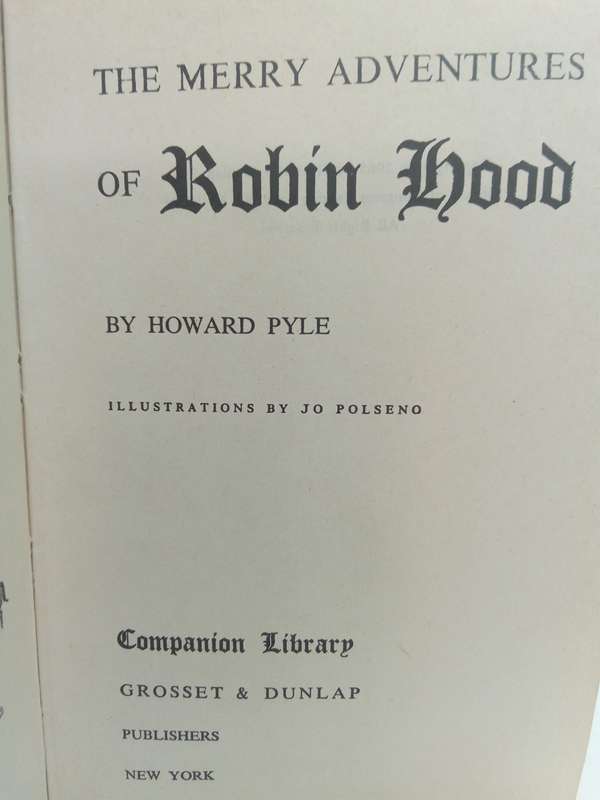 THE MERRY ADVENTURES
OF Robin Hood
BY HOWARD PYLE
ILLUSTRATIONS BY JO POLSENO
Companion Library
GROSSET & DUNLAP
PUBLISHERS
NEW YORK